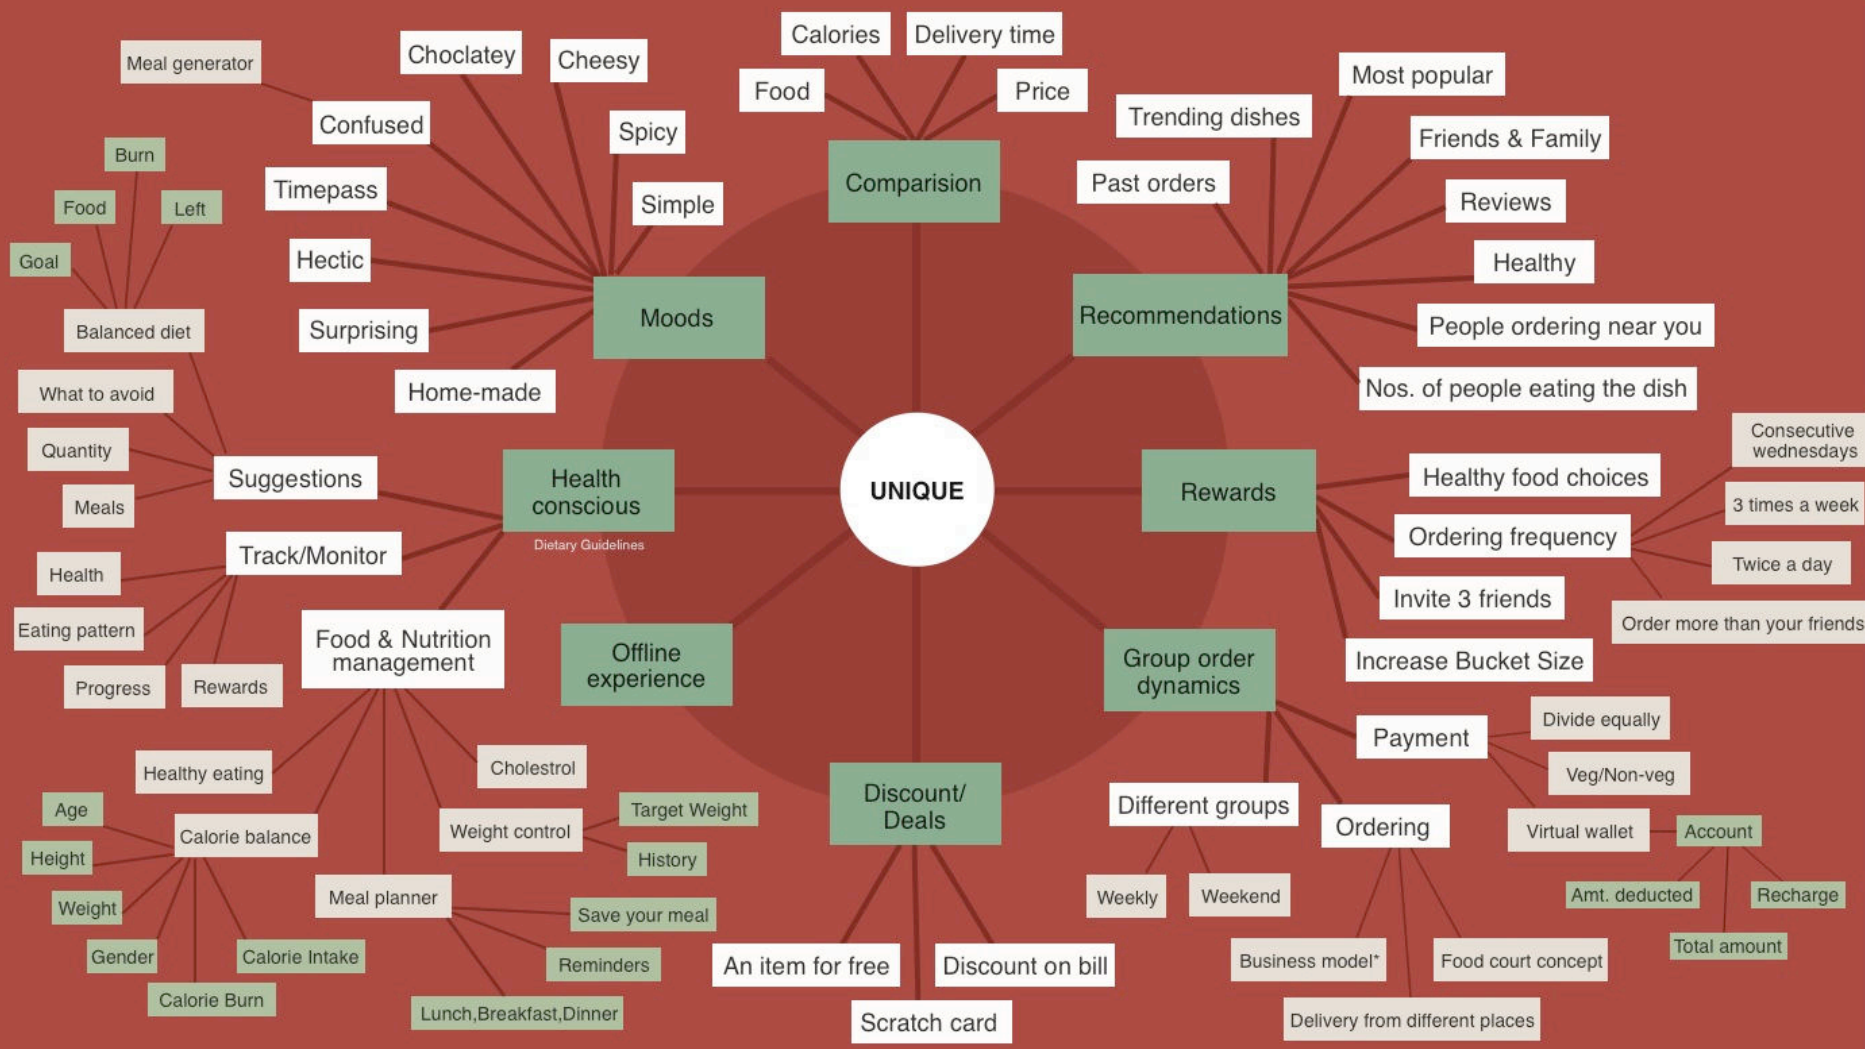 Calories
Delivery time
Food
Price
Comparision
Meal generator
Choclatey
Cheesy
Confused
Spicy
Timepass
Simple
Hectic
Surprising
Home-made
Moods
Most popular
Trending dishes
Friends & Family
Past orders
Reviews
Healthy
People ordering near you
Nos. of people eating the dish
Recommendations
Burn
Food
Left
Goal
Balanced diet
What to avoid
Quantity
Meals
Suggestions
Health
conscious
Dietary Guidelines
UNIQUE
Rewards
Healthy food choices
Ordering frequency
Consecutive
wednesdays
3 times a week
Twice a day
Order more than your friends
Invite 3 friends
Increase Bucket Size
Track/Monitor
Health
Eating pattern
Progress
Rewards
Food & Nutrition
management
Healthy eating
Cholestrol
Calorie balance
Age
Height
Weight
Gender
Calorie Burn
Calorie Intake
Weight control
Target Weight
History
Meal planner
Save your meal
Reminders
Lunch,Breakfast,Dinner
Offline
experience
Discount/
Deals
An item for free
Scratch card
Discount on bill
Group order
dynamics
Payment
Divide equally
Veg/Non-veg
Virtual wallet
Account
Amt. deducted
Total amount
Recharge
Different groups
Weekly
Weekend
Ordering
Business model*
Food court concept
Delivery from different places